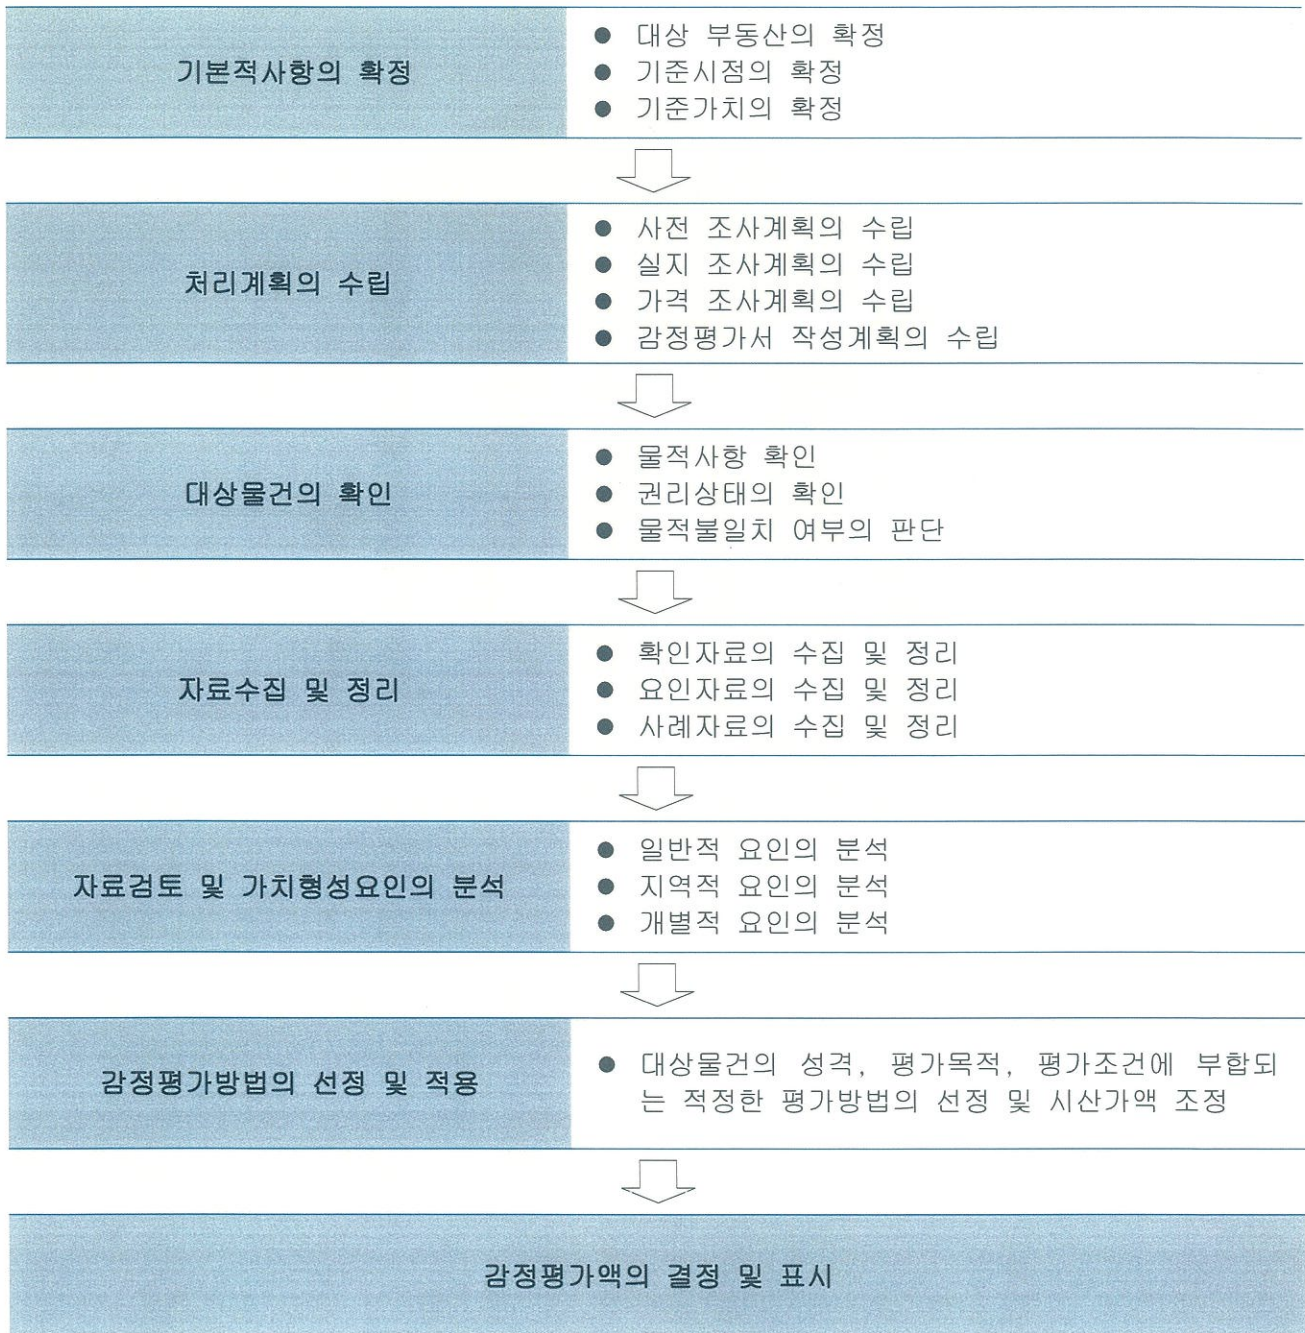 기본적사항의 확정
● 대상 부동산의 확정
● 기준시점의 확정
● 기준가치의 확정
처리계획의 수립
● 사전 조사계획의 수립
● 실지 조사계획의 수립
● 가격 조사계획의 수립
● 감정평가서 작성계획의 수립
대상물건의 확인
● 물적사항 확인
● 권리상태의 확인
● 물적불일치 여부의 판단
자료수집 및 정리
● 확인자료의 수집 및 정리
● 요인자료의 수집 및 정리
● 사례자료의 수집 및 정리
자료검토 및 가치형성요인의 분석
● 일반적 요인의 분석
● 지역적 요인의 분석
● 개별적 요인의 분석
감정평가방법의 선정 및 적용
● 대상물건의 성격, 평가목적, 평가조건에 부합되
는 적정한 평가방법의 선정 및 시산가액 조정
감정평가액의 결정 및 표시